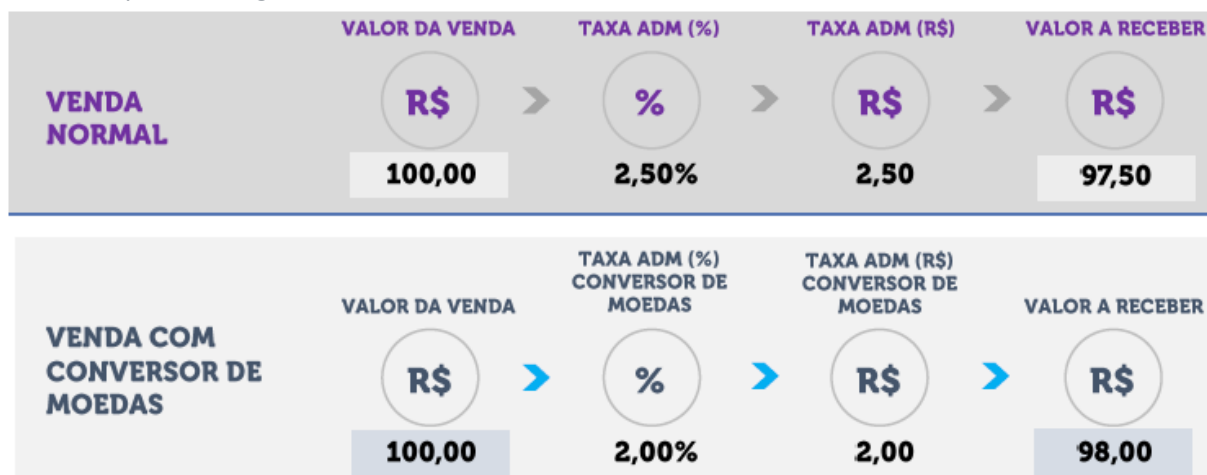 VALOR DA VENDA TAXA ADM (%) TAXA ADM (R$) VALOR A RECEBER
VENDA
NORMAL
R$ % R$ R$
100,00 2,50% 2,50 97,50
TAXA ADM (%)
CONVERSOR DE
MOEDAS
TAXA ADM (R$)
CONVERSOR DE
MOEDAS
VALOR DA VENDA VALOR A RECEBER
VENDA COM
CONVERSOR DE
MOEDAS
R$ % R$ R$
100,00 2,00% 2,00 98,00